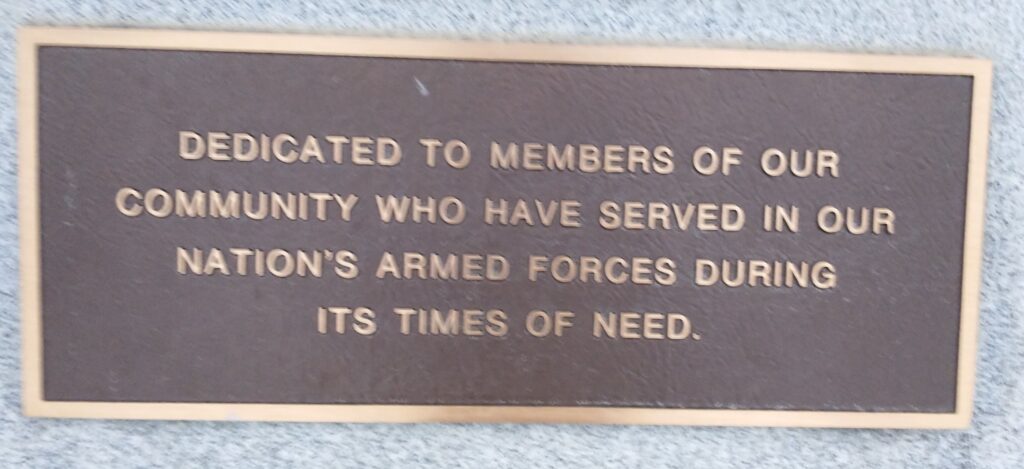 DEDICATED TO MEMBERS OF OUR
COMMUNITY WHO HAVE SERVED IN OUR
NATION'S ARMED FORCES DURING
ITS TIMES OF NEED.